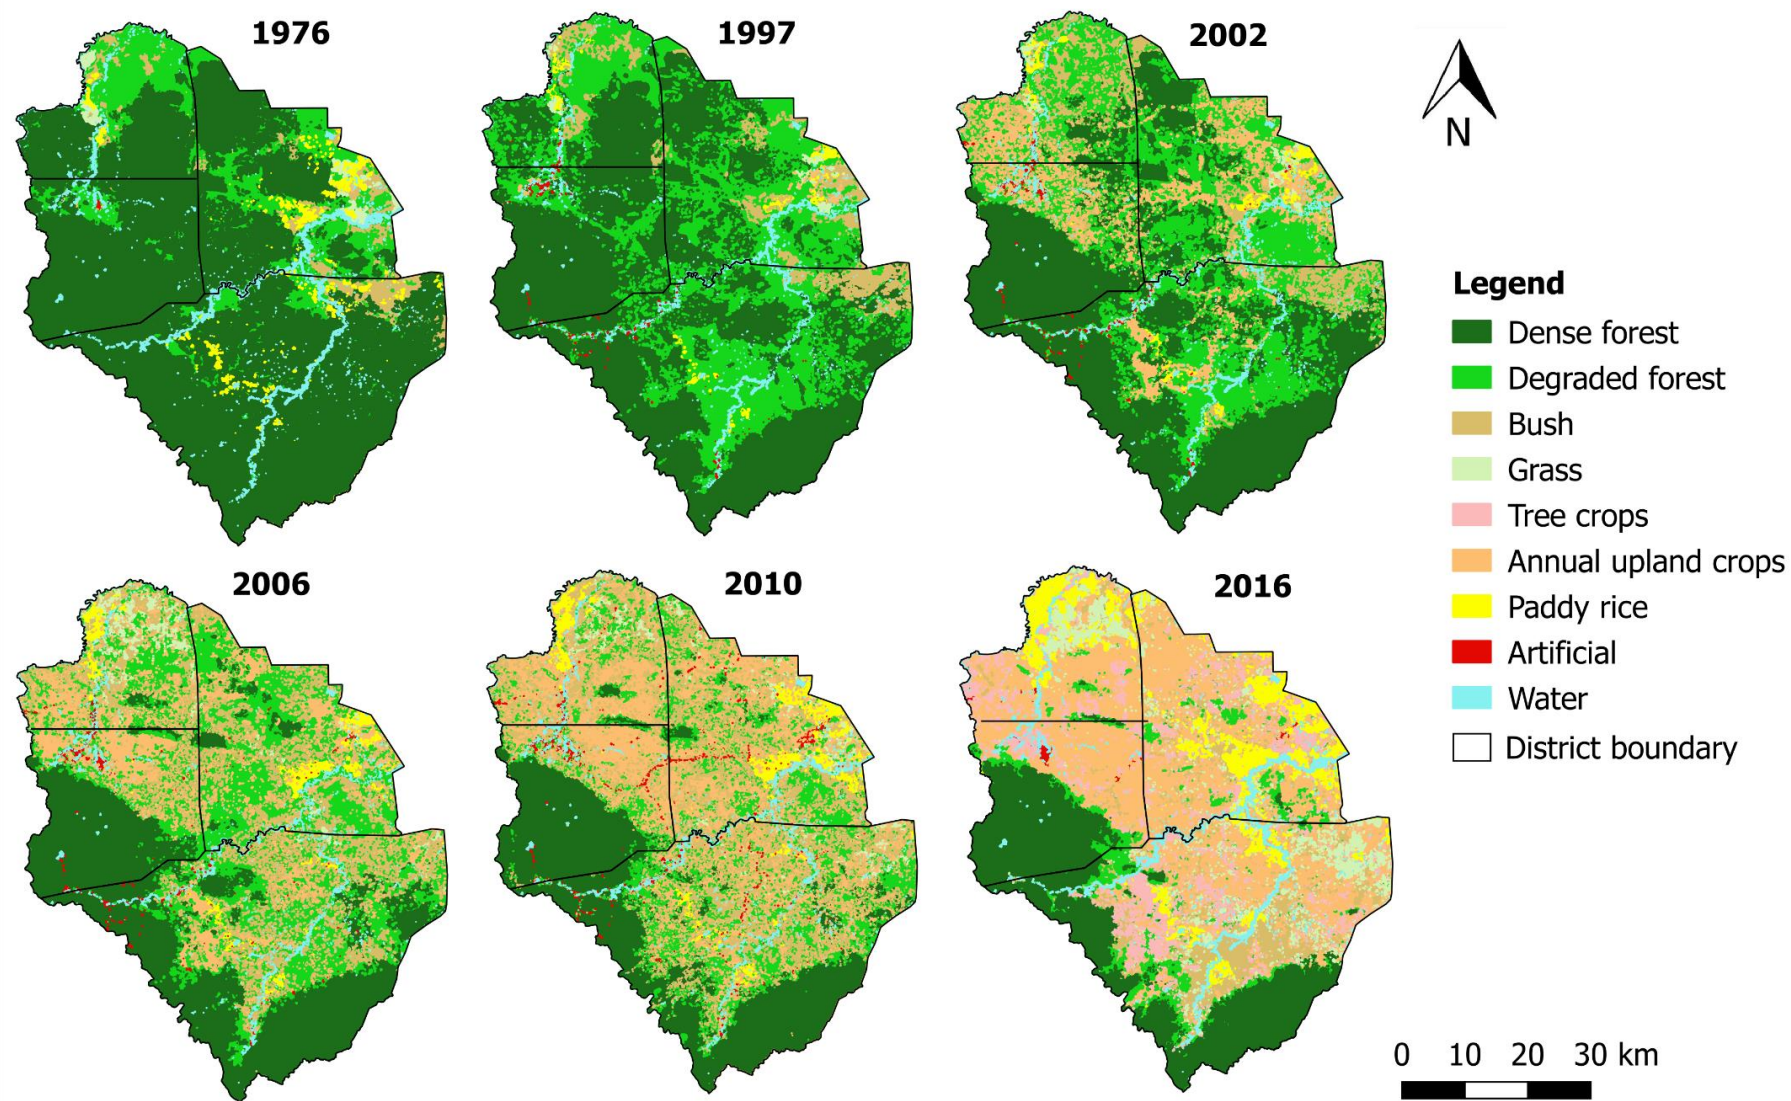 1976
1997
2002
N
Legend
Dense forest
Degraded forest
Bush
Grass
Tree crops
Annual upland crops
Paddy rice
Artificial
Water
District boundary
2006
2010
2016
0 10 20 30 km